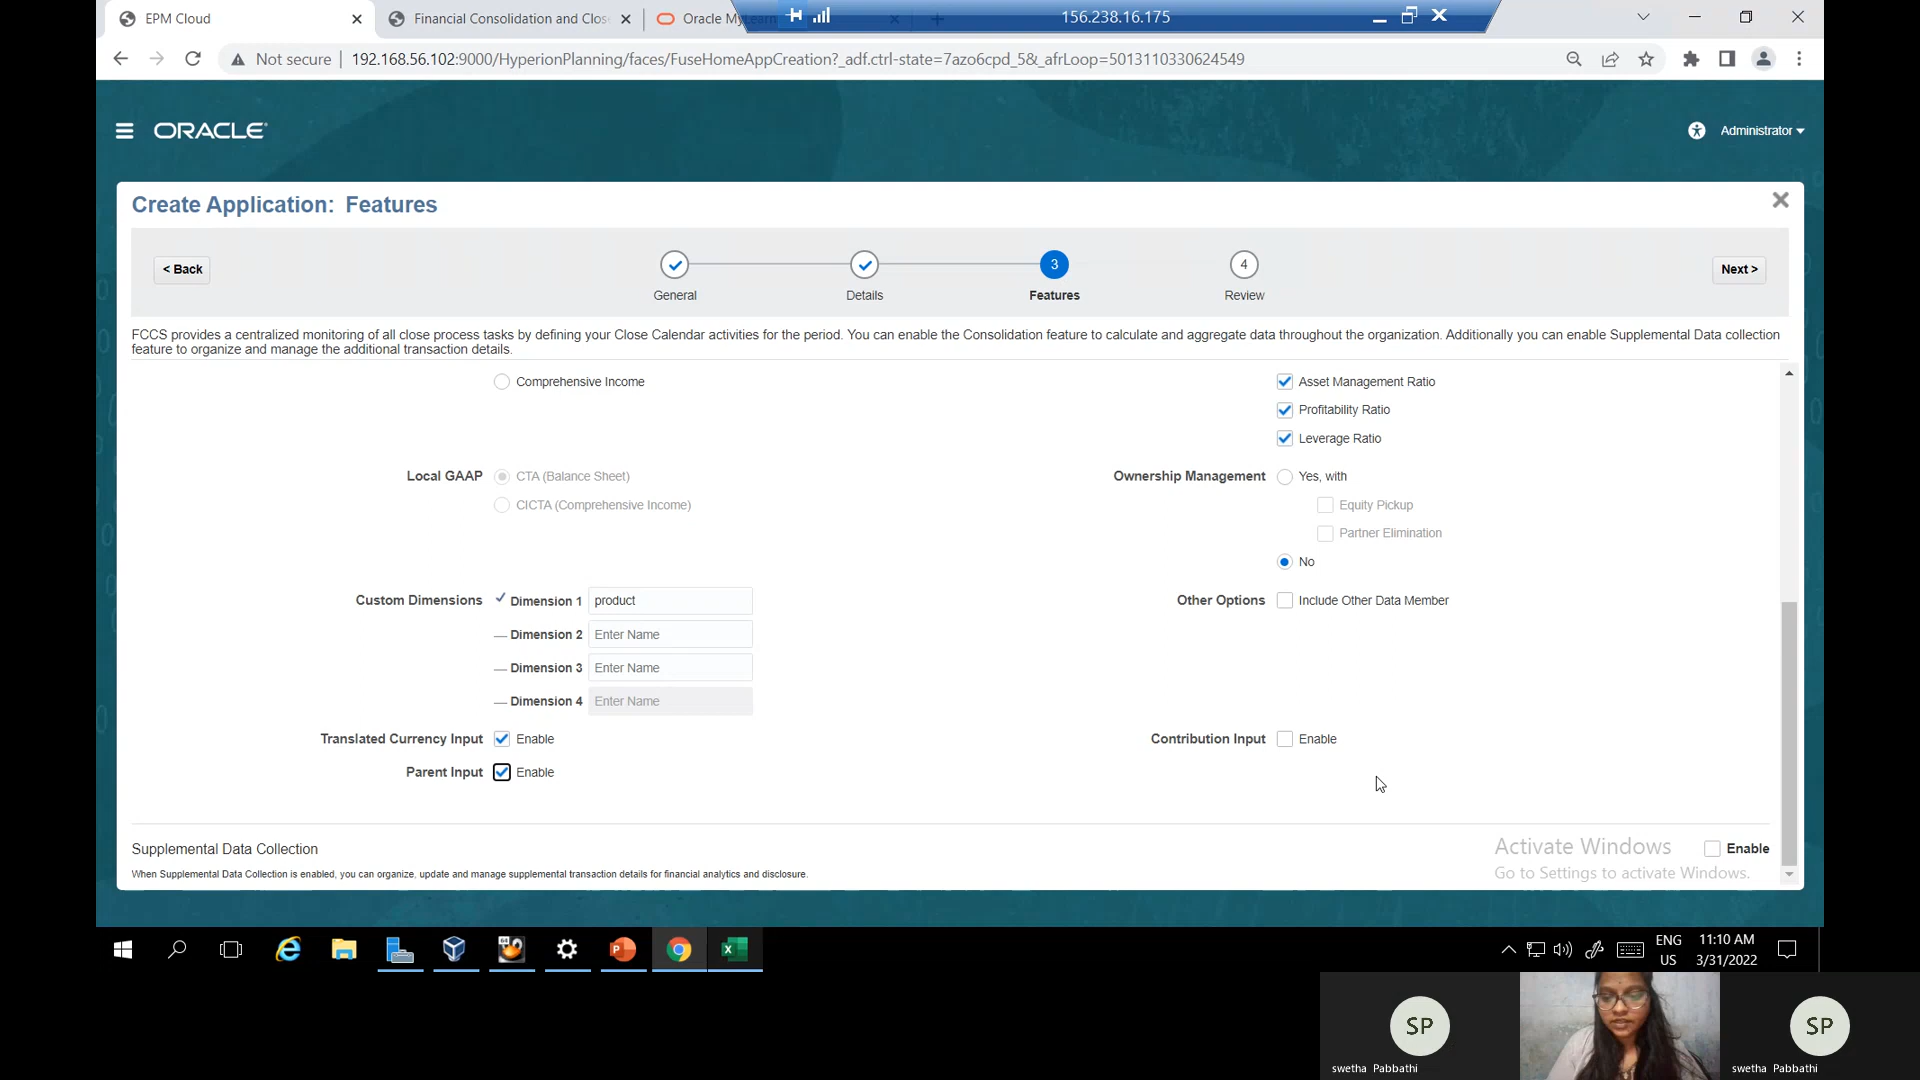 EPM Cloud
Financial Consolidation and Clos
Oracle MyLearn
156.238.16.175
Not secure
192.168.56.102:9000/HyperionPlanning/faces/FuseHomeAppCreation?_adf.ctrl-state=7azo6cpd_5&_afrLoop=5013110330624549
ORACLE
Administrator
Create Application: Features
< Back
3
4
Next >
General
Details
Features
Review
FCCS provides a centralized monitoring of all close process tasks by defining your Close Calendar activities for the period. You can enable the Consolidation feature to calculate and aggregate data throughout the organization. Additionally you can enable Supplemental Data collection
feature to organize and manage the additional transaction details.
Comprehensive Income
Asset Management Ratio
Profitability Ratio
Leverage Ratio
Local GAAP
CTA (Balance Sheet)
CICTA (Comprehensive Income)
Ownership Management
Yes, with
Equity Pickup
Partner Elimination
No
Custom Dimensions
Dimension 1
product
Dimension 2
Enter Name
Dimension 3
Enter Name
Dimension 4
Enter Name
Other Options
Include Other Data Member
Translated Currency Input
Enable
Contribution Input
Enable
Parent Input
Enable
Supplemental Data Collection
When Supplemental Data Collection is enabled, you can organize, update and manage supplemental transaction details for financial analytics and disclosure.
Enable
Activate Windows
Go to Settings to activate Windows.
ENG
US
11:10 AM
3/31/2022
SP
swetha Pabbathi
SP
swetha Pabbathi